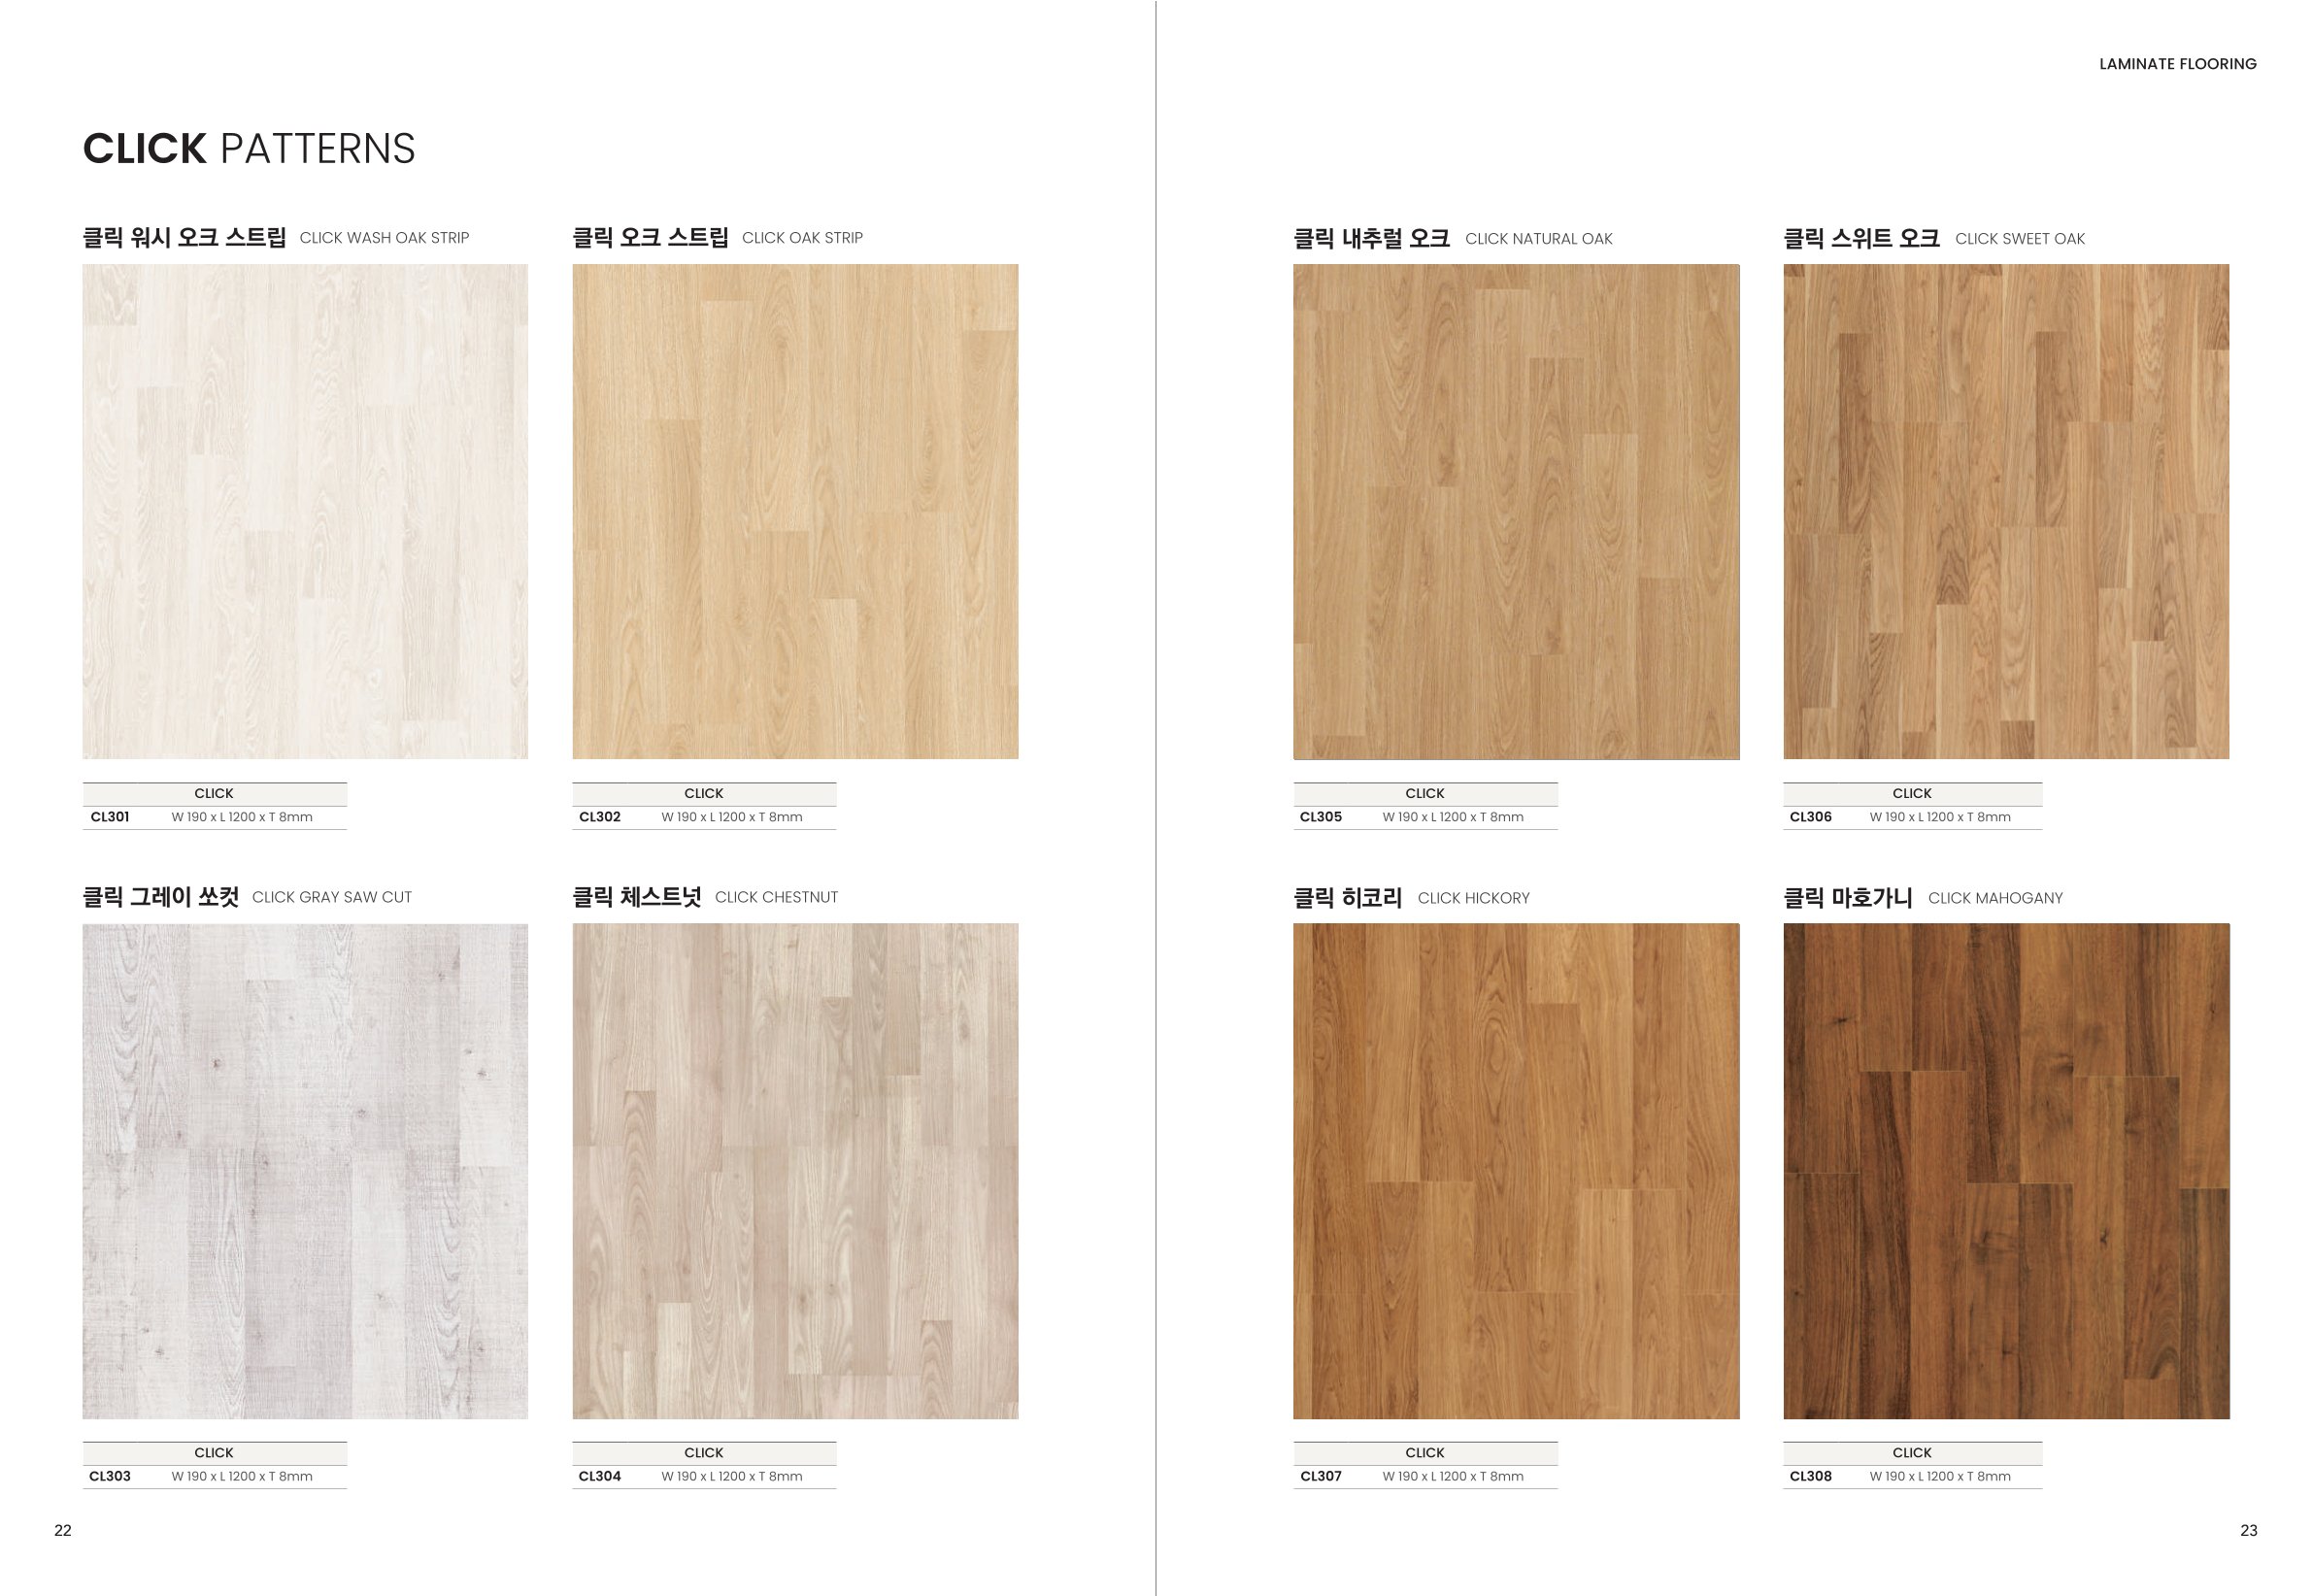 LAMINATE FLOORING
CLICK PATTERNS
클릭 워시 오크 스트립 CLICK WASH OAK STRIP
클릭 오크 스트립 CLICK OAK STRIP
클릭 내추럴 오크 CLICK NATURAL OAK
클릭 스위트 오크 CLICK SWEET OAK
CLICK
CL301 W 190 x L 1200 x T 8mm
CLICK
CL302 W 190 x L 1200 x T 8mm
CLICK
CL305 W 190 x L 1200 x T 8mm
CLICK
CL306 W 190 x L 1200 x T 8mm
클릭 그레이 쏘컷 CLICK GRAY SAW CUT
클릭 체스트넛 CLICK CHESTNUT
클릭 히코리 CLICK HICKORY
클릭 마호가니 CLICK MAHOGANY
CLICK
CL303 W 190 x L 1200 x T 8mm
CLICK
CL304 W 190 x L 1200 x T 8mm
CLICK
CL307 W 190 x L 1200 x T 8mm
CLICK
CL308 W 190 x L 1200 x T 8mm
22
23